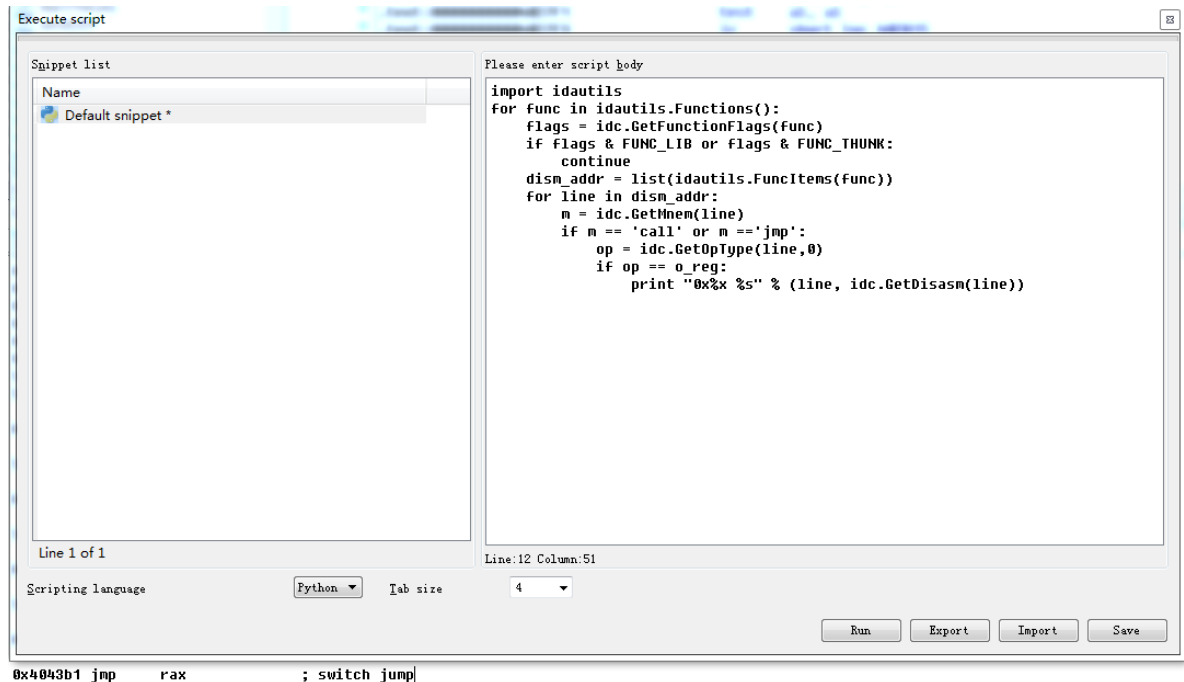 Execute script
Snippet list
Name
Default snippet *
Line 1 of 1
Please enter script body
import idautils
for func in idautils.Functions():
    flags = idc.GetFunctionFlags(func)
    if flags & FUNC_LIB or flags & FUNC_THUNK:
        continue
    dism_addr = list(idautils.FuncItems(func))
    for line in dism_addr:
        m = idc.GetMnem(line)
        if m == 'call' or m =='jmp':
            op = idc.GetOpType(line,0)
            if op == o_reg:
                print "0x%x %s" % (line, idc.GetDisasm(line))
Line:12 Column:51
Scripting language Python Tab size 4
Run Export Import Save
0x4043b1 jmp     rax             ; switch jump